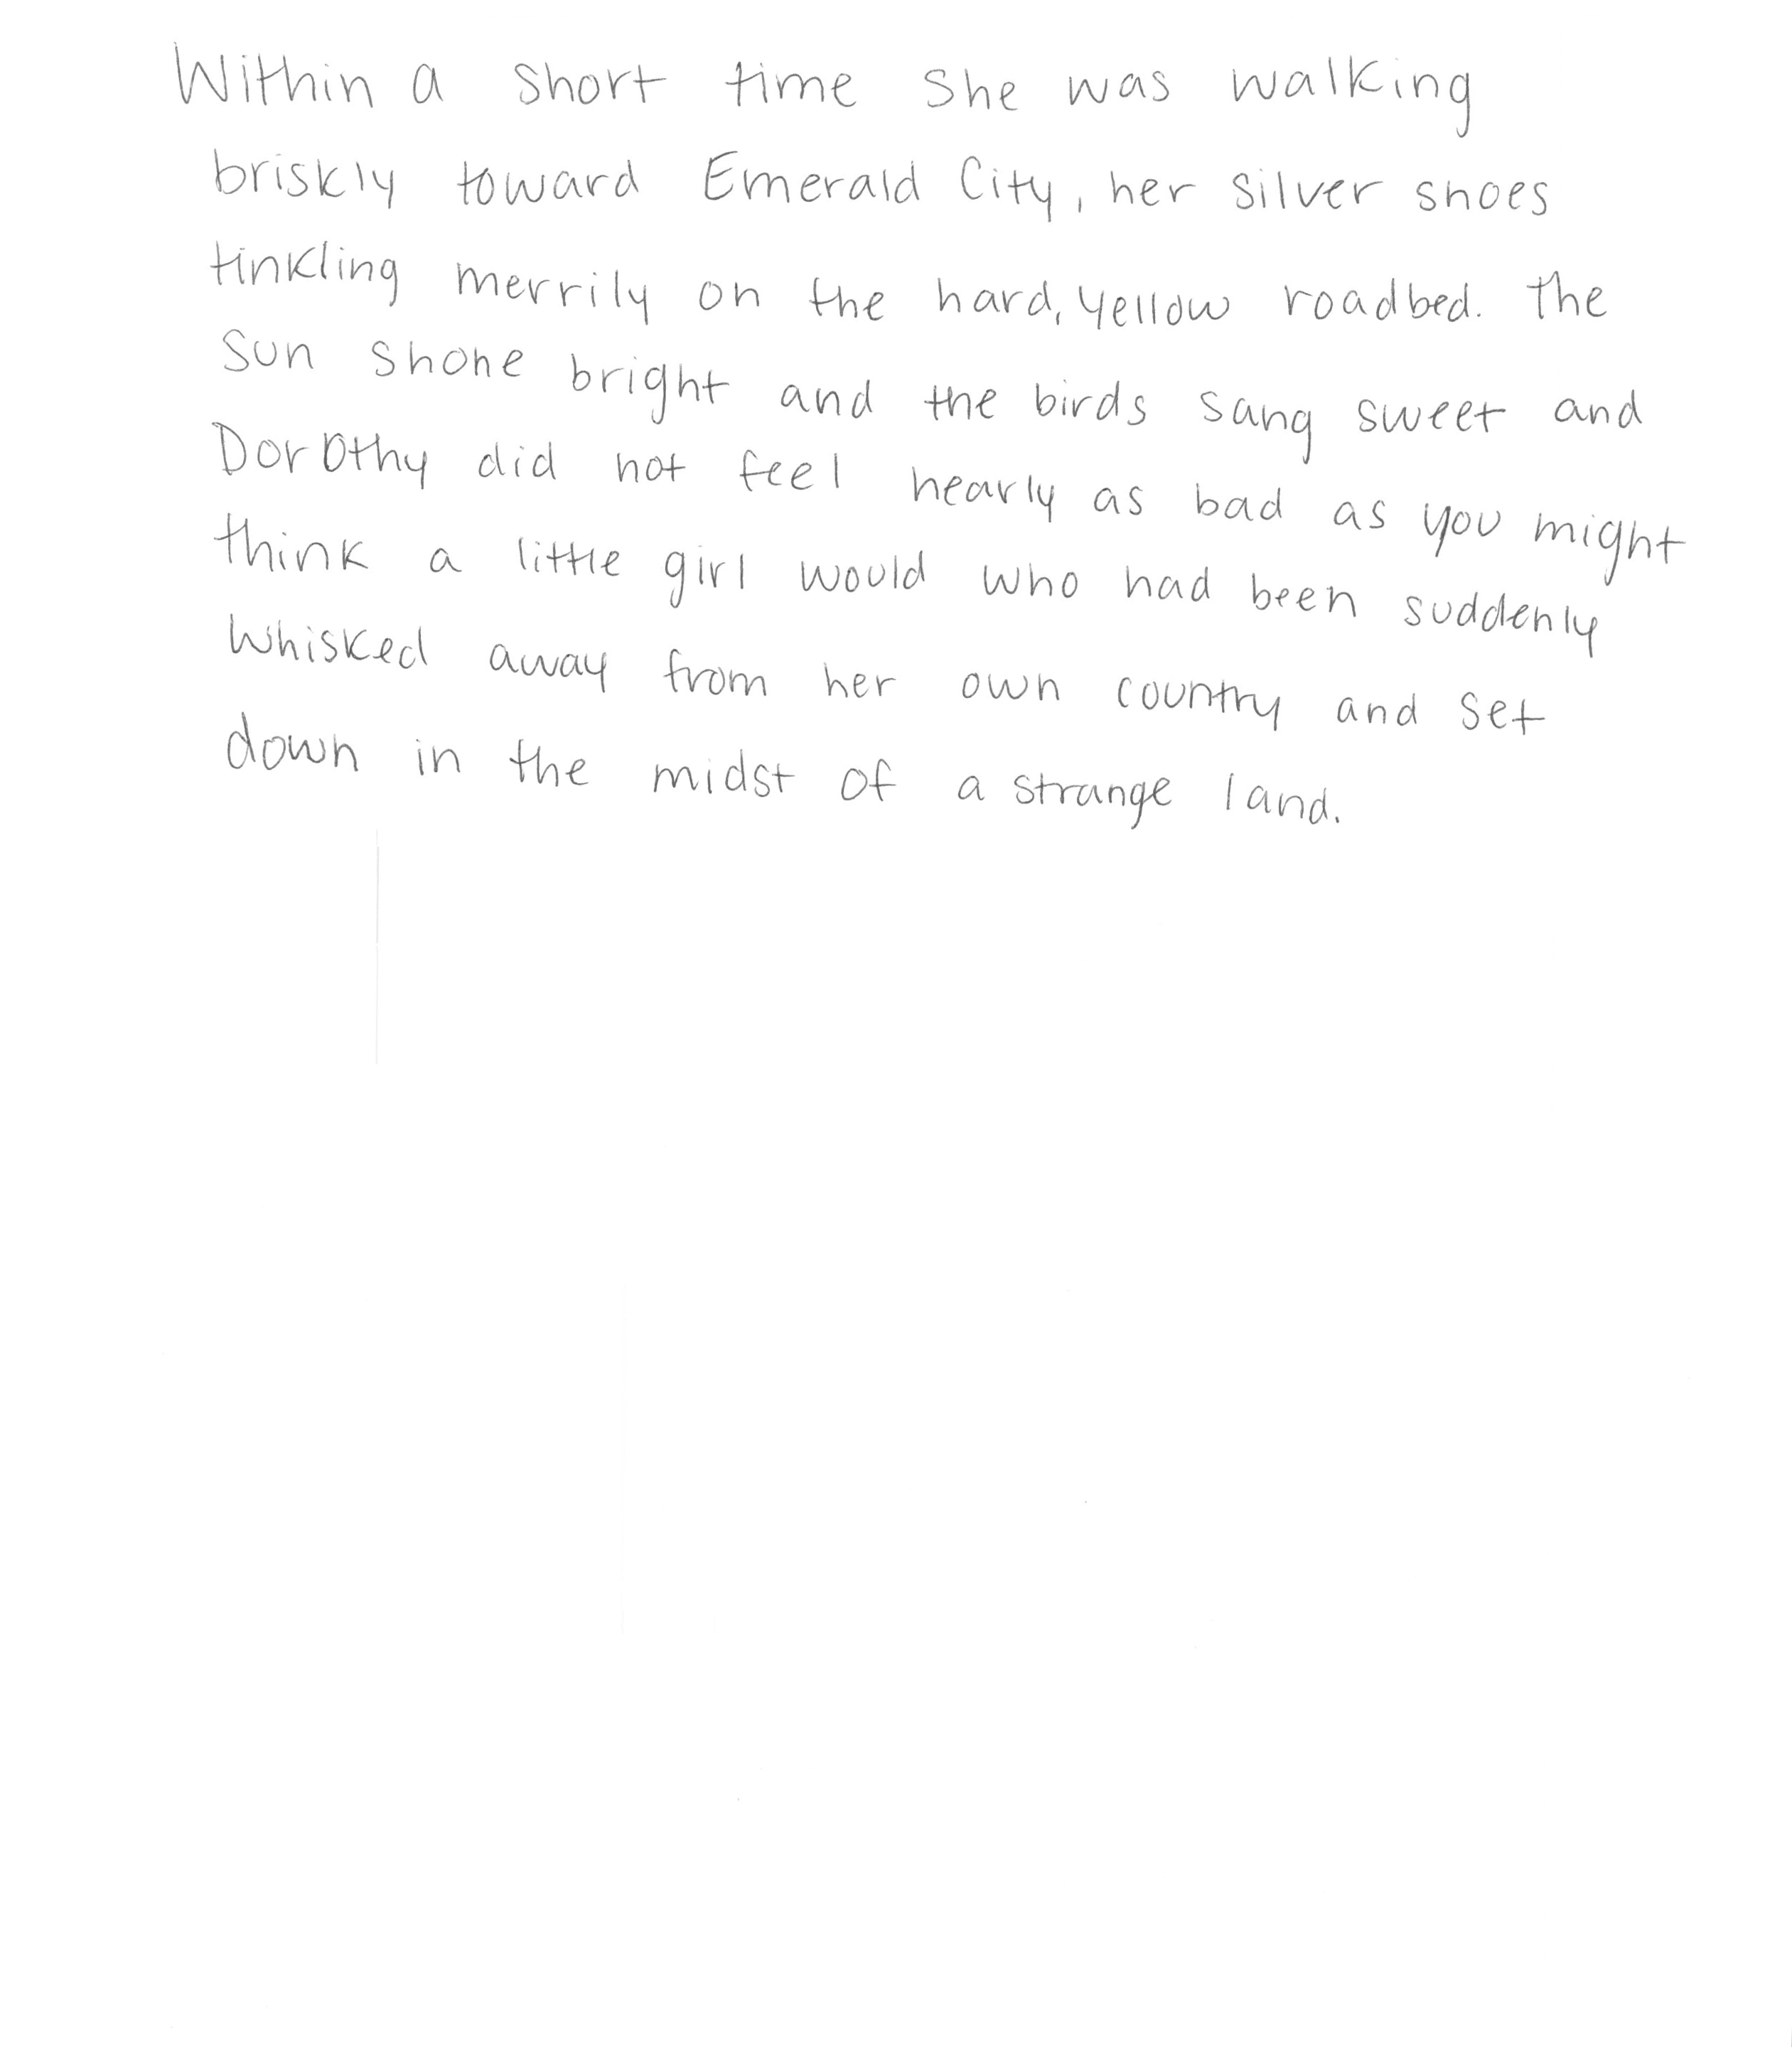 Within a short time she was walking
briskly toward Emerald City, her silver shoes
tinkling merrily on the hard, yellow roadbed. The
sun shone bright and the birds sang sweet and
Dorothy did not feel nearly as bad as you might
think a little girl would who had been suddenly
whisked away from her own country and set
down in the midst of a strange land.